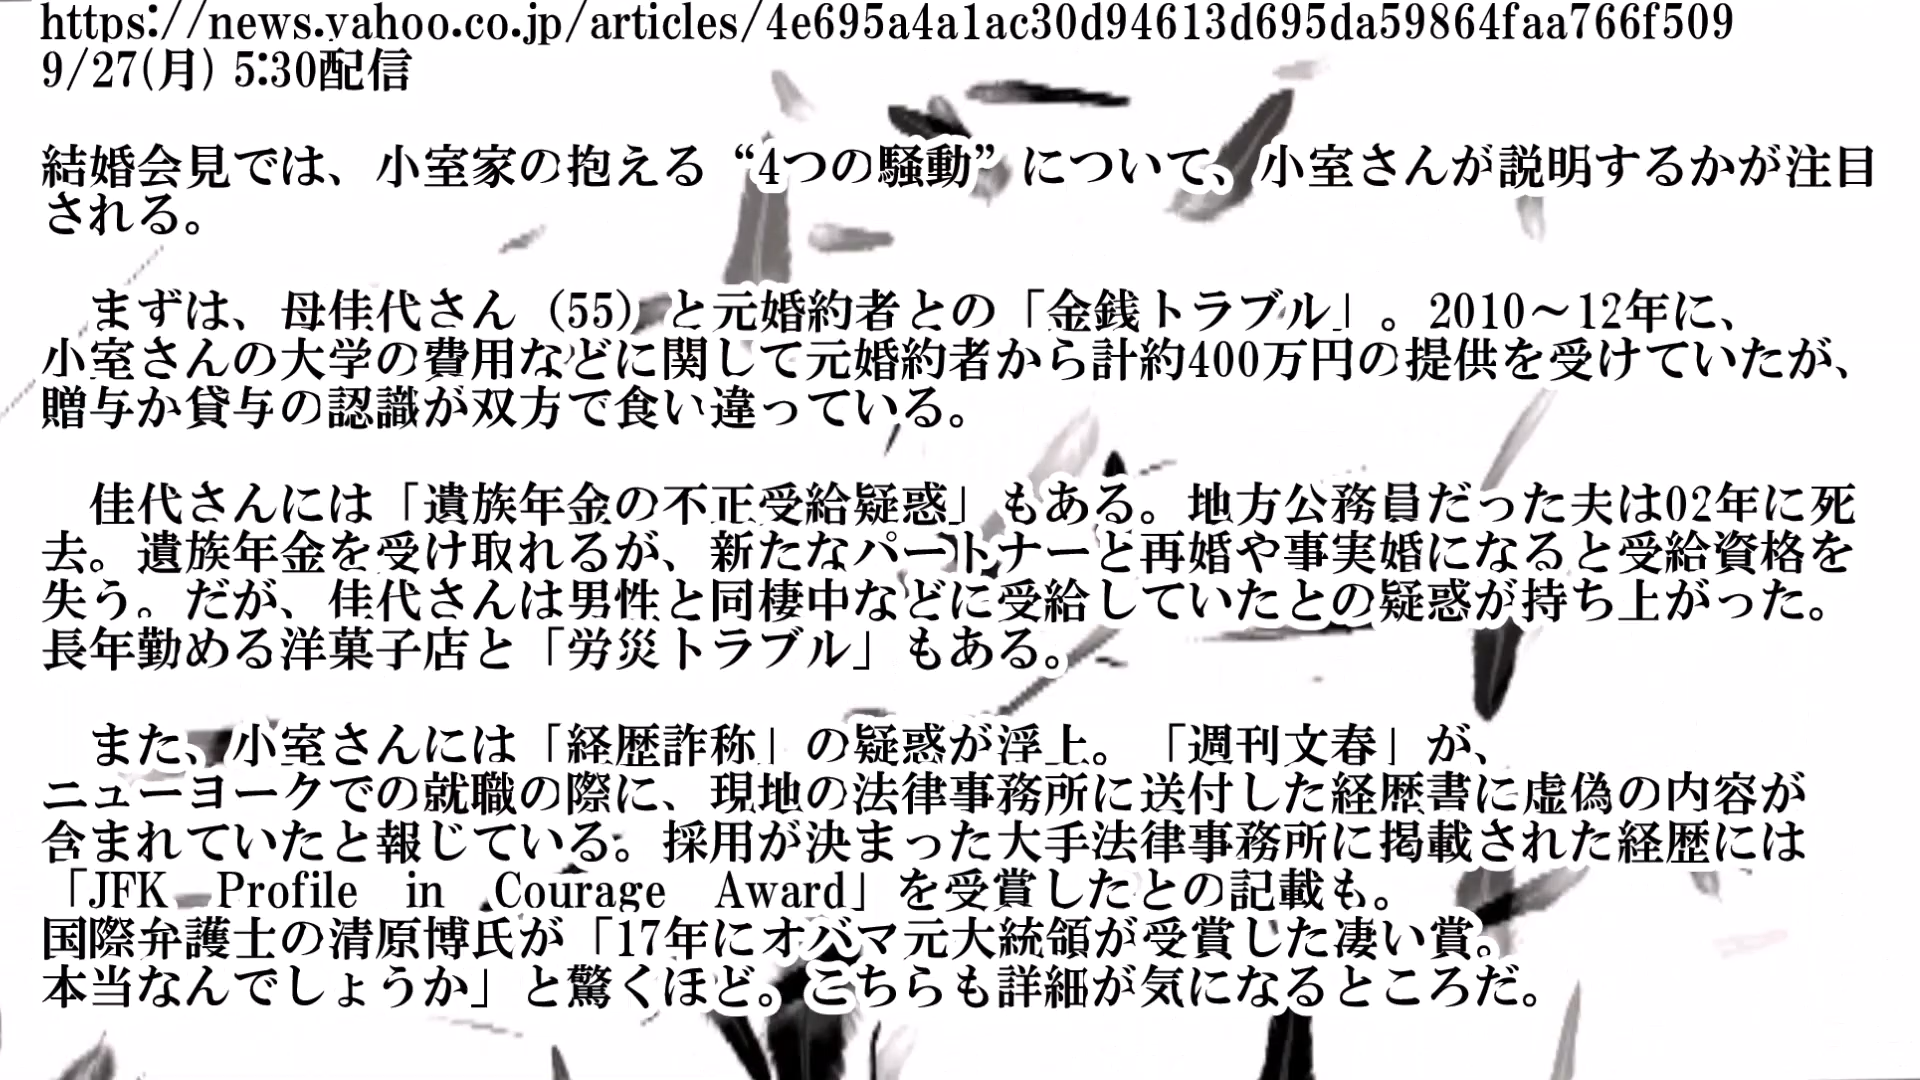 https://news.yahoo.co.jp/articles/4e695a4a1ac30d94613d695da59864faa766f509
9/27(月) 5:30配信
結婚会見では、小室家の抱える“4つの騒動”について、小室さんが説明するかが注目
される。
　まずは、母佳代さん（55）と元婚約者との「金銭トラブル」。2010～12年に、
小室さんの大学の費用などに関して元婚約者から計約400万円の提供を受けていたが、
贈与か貸与の認識が双方で食い違っている。
　佳代さんには「遺族年金の不正受給疑惑」もある。地方公務員だった夫は02年に死
去。遺族年金を受け取れるが、新たなパートナーと再婚や事実婚になると受給資格を
失う。だが、佳代さんは男性と同棲中などに受給していたとの疑惑が持ち上がった。
長年勤める洋菓子店と「労災トラブル」もある。
　また、小室さんには「経歴詐称」の疑惑が浮上。「週刊文春」が、
ニューヨークでの就職の際に、現地の法律事務所に送付した経歴書に虚偽の内容が
含まれていたと報じている。採用が決まった大手法律事務所に掲載された経歴には
「JFK　Profile　in　Courage　Award」を受賞したとの記載も。
国際弁護士の清原博氏が「17年にオバマ元大統領が受賞した凄い賞。
本当なんでしょうか」と驚くほど。こちらも詳細が気になるところだ。